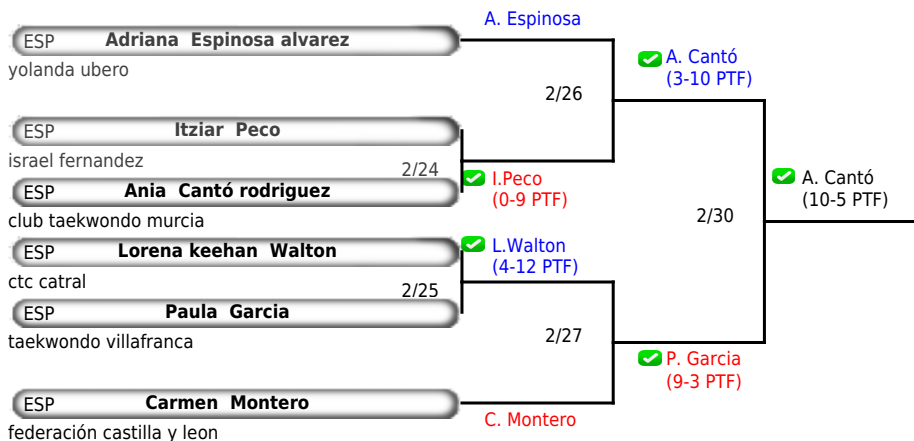 A. Espinosa
ESP Adriana Espinosa alvarez
yolanda ubero
A. Cantó
(3-10 PTF)
2/26
ESP Itziar Peco
israel fernandez
2/24
I.Peco
(0-9 PTF)
ESP Ania Cantó rodriguez
club taekwondo murcia
A. Cantó
(10-5 PTF)
2/30
ESP Lorena keehan Walton
ctc catral
L.Walton
(4-12 PTF)
2/25
ESP Paula Garcia
taekwondo villafranca
2/27
P. Garcia
(9-3 PTF)
ESP Carmen Montero
federación castilla y leon
C. Montero